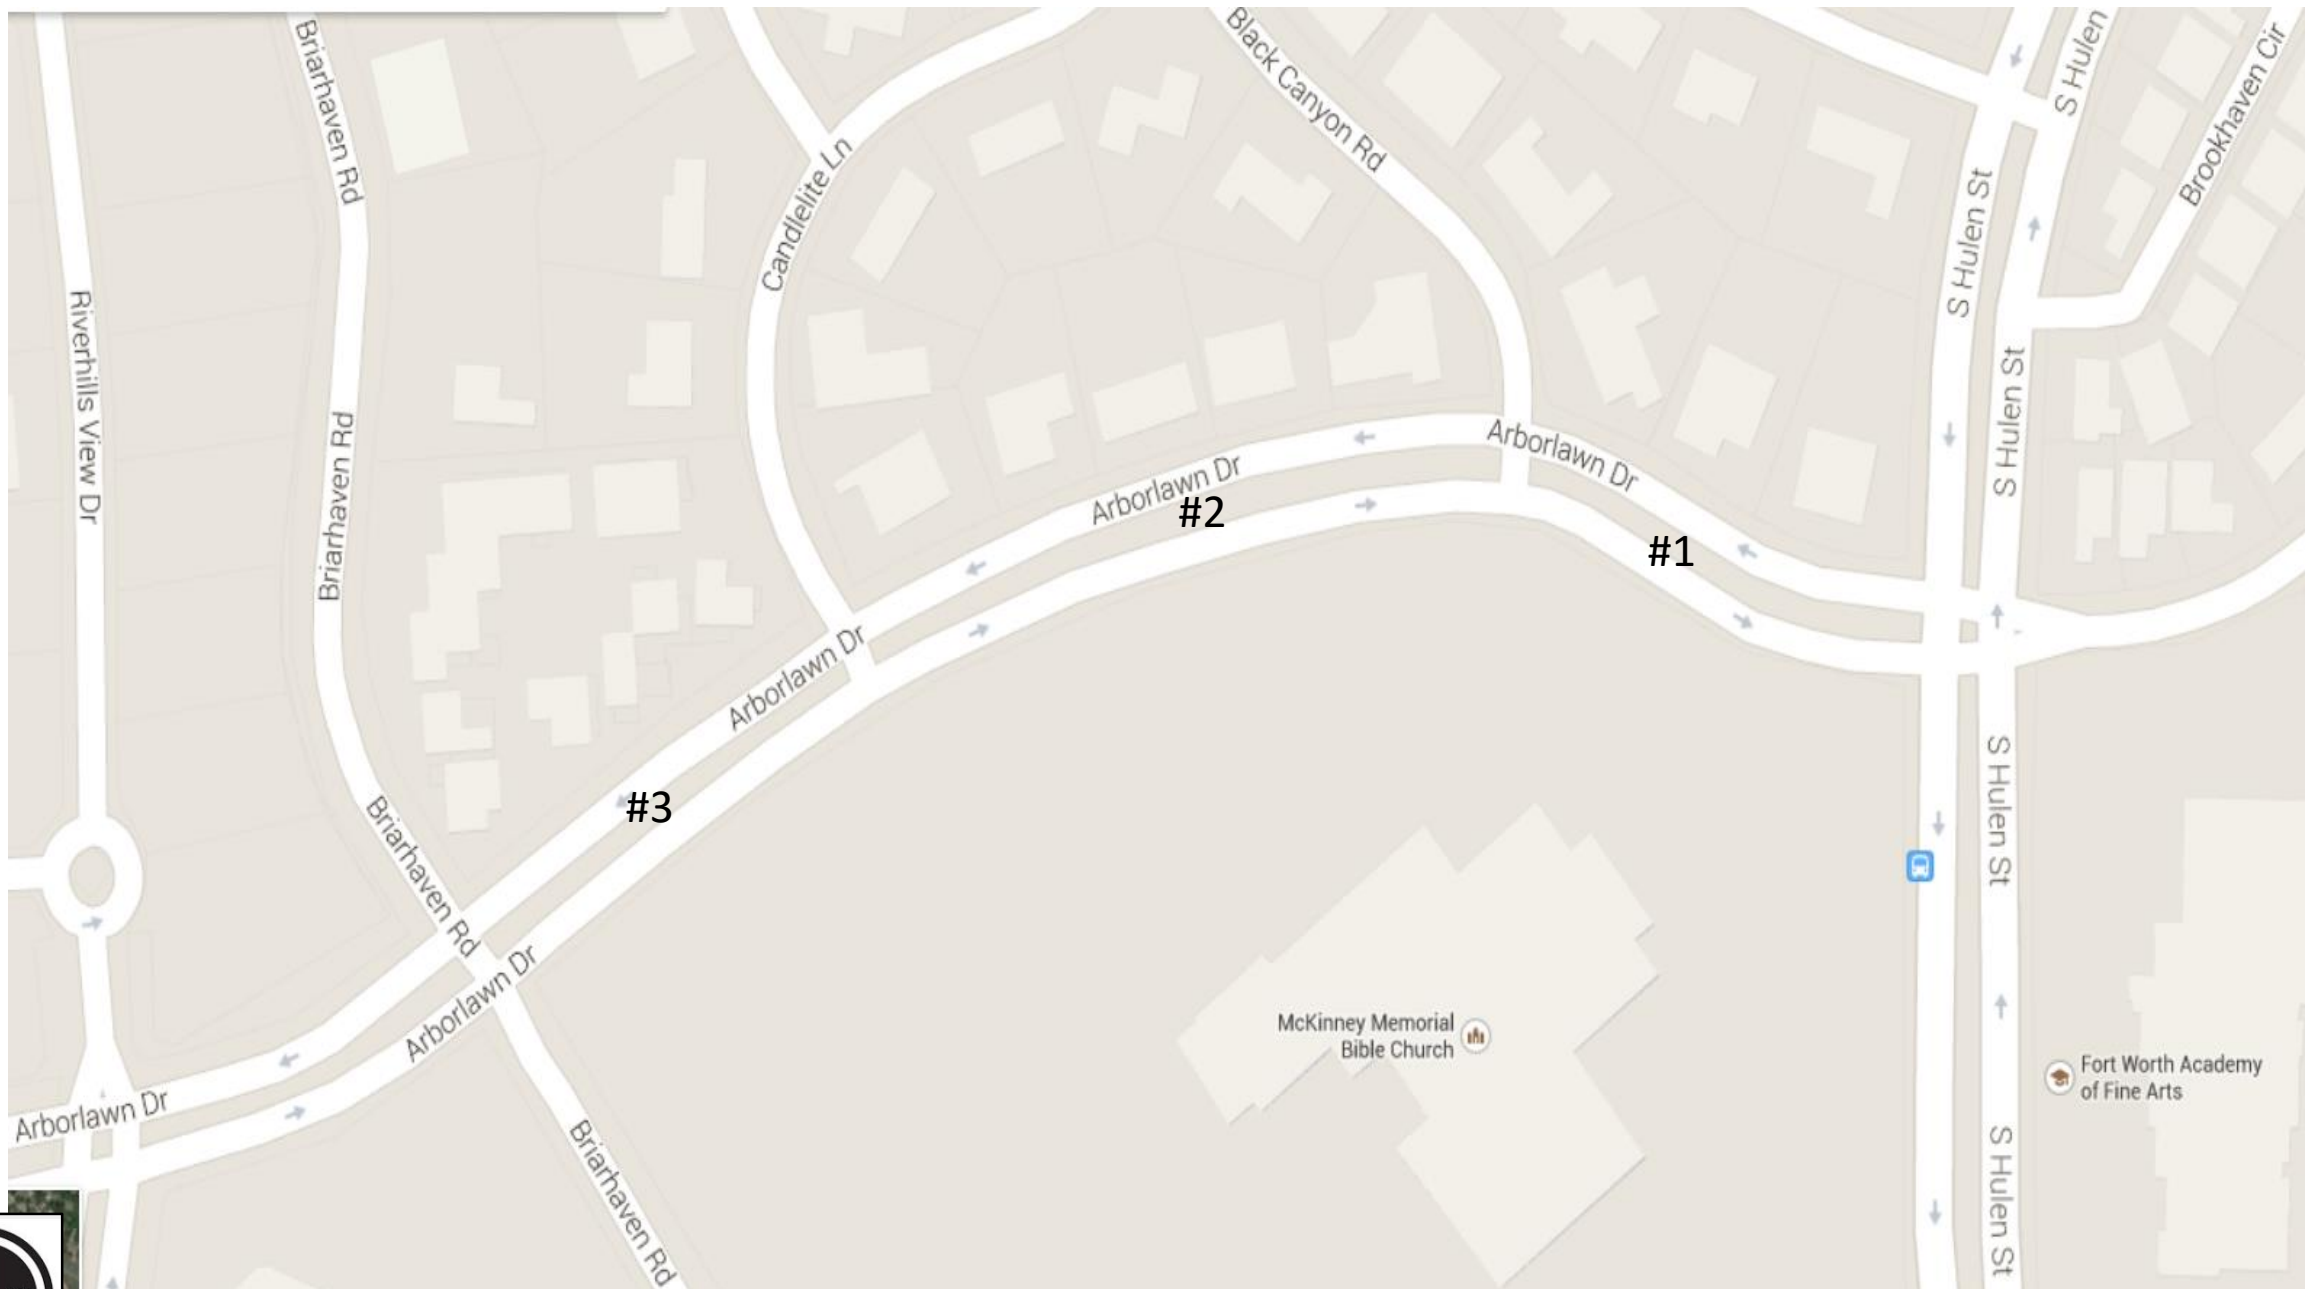 Briarhaven Rd
Black Canyon Rd
S Hulen
Brookhaven Cir
Candlelite Ln
S Hulen St
Riverhills View Dr
S Hulen St
Briarhaven Rd
Arborlawn Dr
Arborlawn Dr
#2
#1
Arborlawn Dr
#3
S Hulen St
Briarhaven Rd
Arborlawn Dr
McKinney Memorial
Bible Church
Fort Worth Academy
of Fine Arts
Arborlawn Dr
Briarhaven Rd
S Hulen St